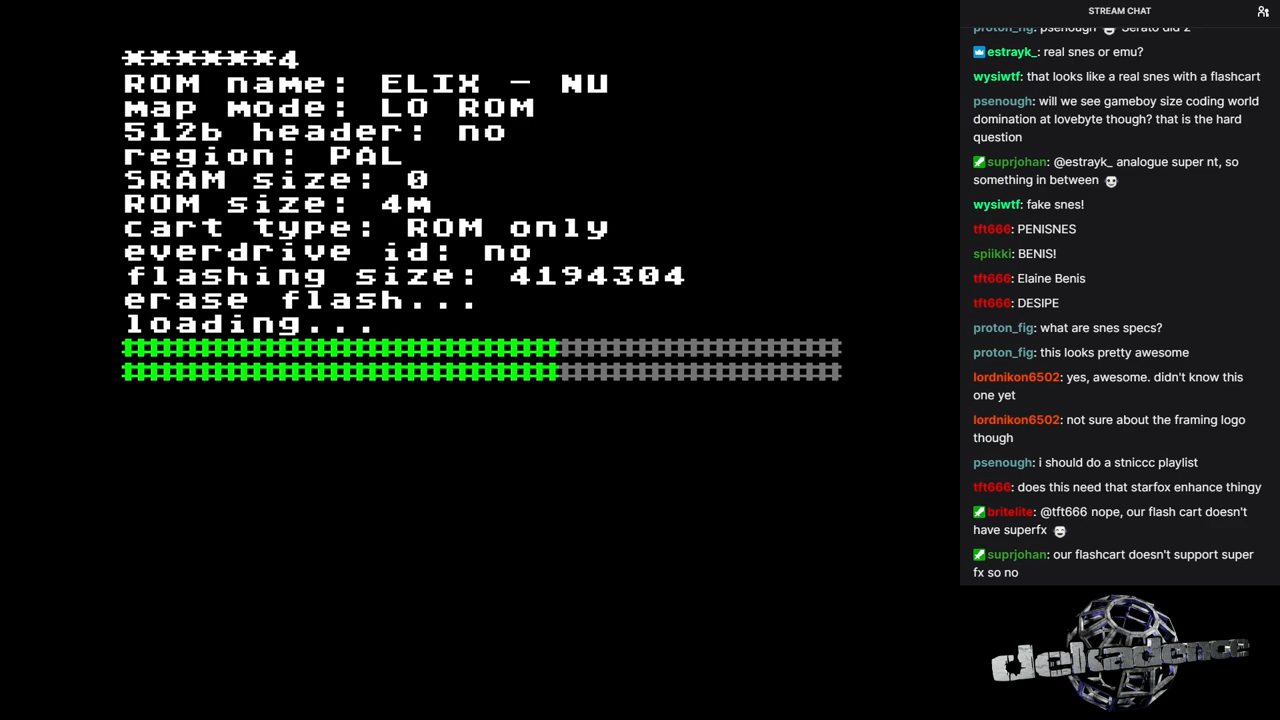 ******4
ROM name: ELIX - NU
map mode: LO ROM
512b header: no
region: PAL
SRAM size: 0
ROM size: 4m
cart type: ROM only
everdrive id: no
flashing size: 4194304
erase flash...
loading...
STREAM CHAT
proton_fig: psenough Serato did 2
estrayk_: real snes or emu?
wysiwtf: that looks like a real snes with a flashcart
psenough: will we see gameboy size coding world
domination at lovebyte though? that is the hard
question
suprjohan: @estrayk_ analogue super nt, so
something in between
wysiwtf: fake snes!
tft666: PENISNES
spiikki: BENIS!
tft666: Elaine Benis
tft666: DESIPE
proton_fig: what are snes specs?
proton_fig: this looks pretty awesome
lordnikon6502: yes, awesome. didn't know this
one yet
lordnikon6502: not sure about the framing logo
though
psenough: i should do a stniccc playlist
tft666: does this need that starfox enhance thingy
britelite: @tft666 nope, our flash cart doesn't
have superfx
suprjohan: our flashcart doesn't support super
fx so no
dekadence